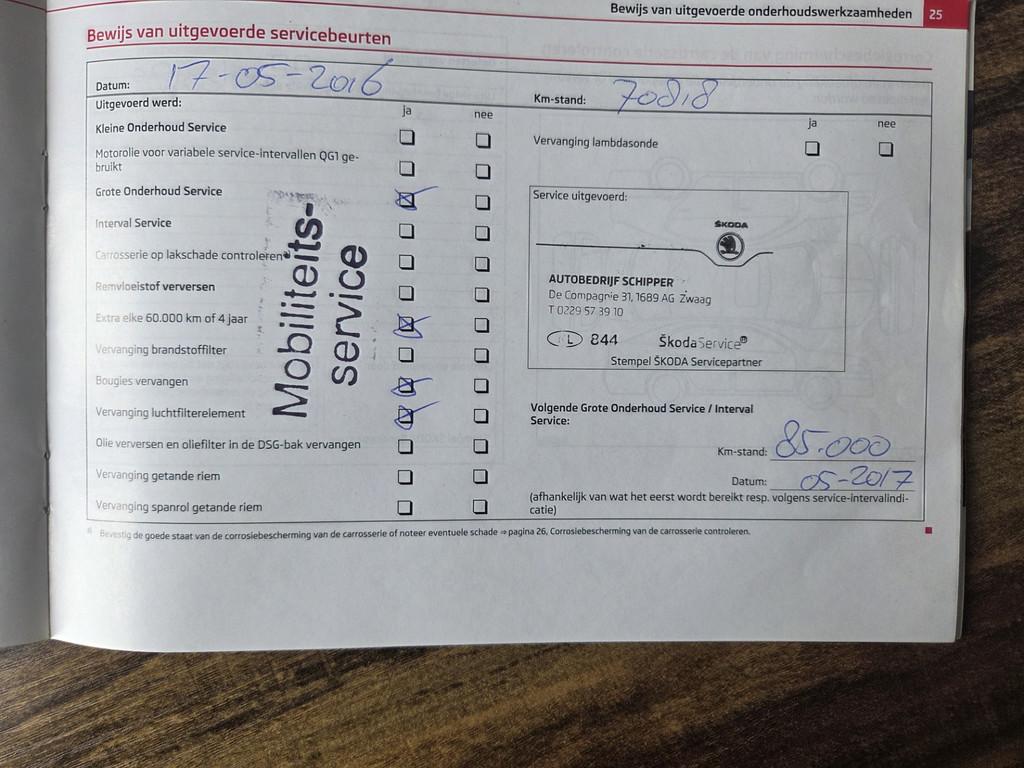 Bewijs van uitgevoerde onderhoudswerkzaamheden 25
Bewijs van uitgevoerde servicebeurten
Datum: 17-05-2016
Km-stand: 70818
Uitgevoerd werd:
ja nee
ja nee
Kleine Onderhoud Service
Motorolie voor variabele service-intervallen QG1 ge-
bruikt
Grote Onderhoud Service
Interval Service
Carrosserie op lakschade controleren
Remvloeistof verversen
Extra elke 60.000 km of 4 jaar
Vervanging brandstoffilter
Bougies vervangen
Vervanging luchtfilterelement
Olie verversen en oliefilter in de DSG-bak vervangen
Vervanging getande riem
Vervanging spanrol getande riem
Mobiliteits-
service
Vervanging lambdasonde
Service uitgevoerd:
ŠKODA
AUTOBEDRIJF SCHIPPER
De Compagnie 31, 1689 AG Zwaag
T 0229 57 39 10
NL 844 ŠkodaService®
Stempel ŠKODA Servicepartner
Volgende Grote Onderhoud Service / Interval
Service:
Km-stand: 85.000
Datum: 05-2017
(afhankelijk van wat het eerst wordt bereikt resp. volgens service-intervalindi-
catie)
Bevestig de goede staat van de corrosiebescherming van de carrosserie of noteer eventuele schade ⇒ pagina 26, Corrosiebescherming van de carrosserie controleren.